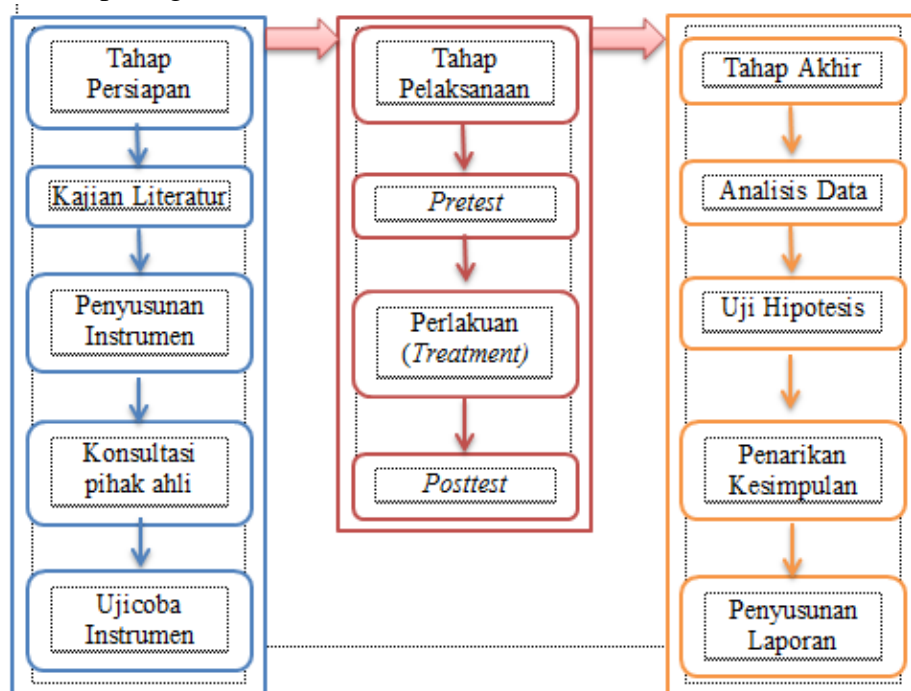 Tahap
Persiapan
Kajian Literatur
Penyusunan
Instrumen
Konsultasi
pihak ahli
Ujicoba
Instrumen
Tahap
Pelaksanaan
Pretest
Perlakuan
(Treatment)
Posttest
Tahap Akhir
Analisis Data
Uji Hipotesis
Penarikan
Kesimpulan
Penyusunan
Laporan